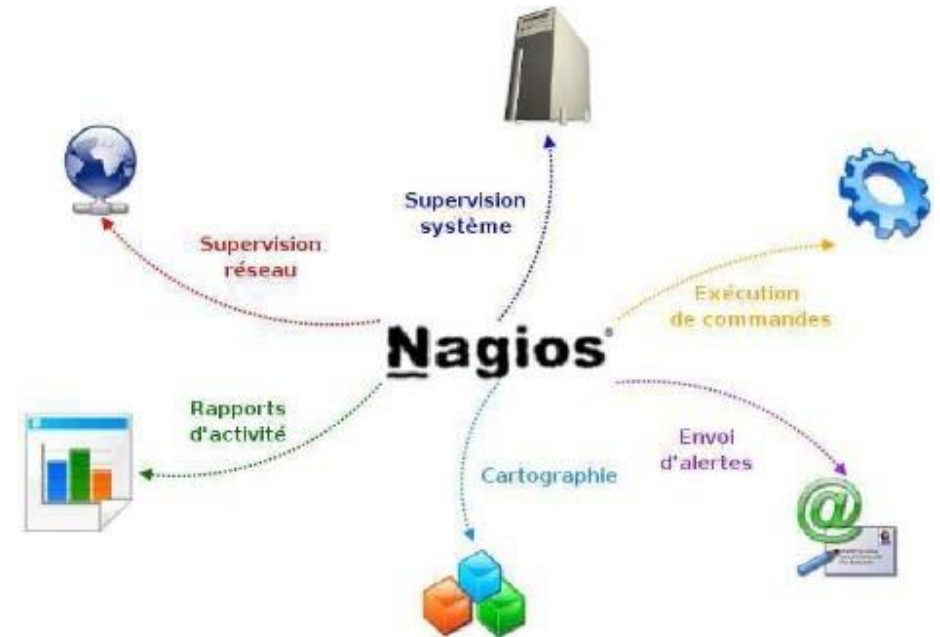 Supervision
système
Supervision
réseau
Exécution
de commandes
Nagios®
Rapports
d'activité
Envoi
d'alertes
Cartographie
@